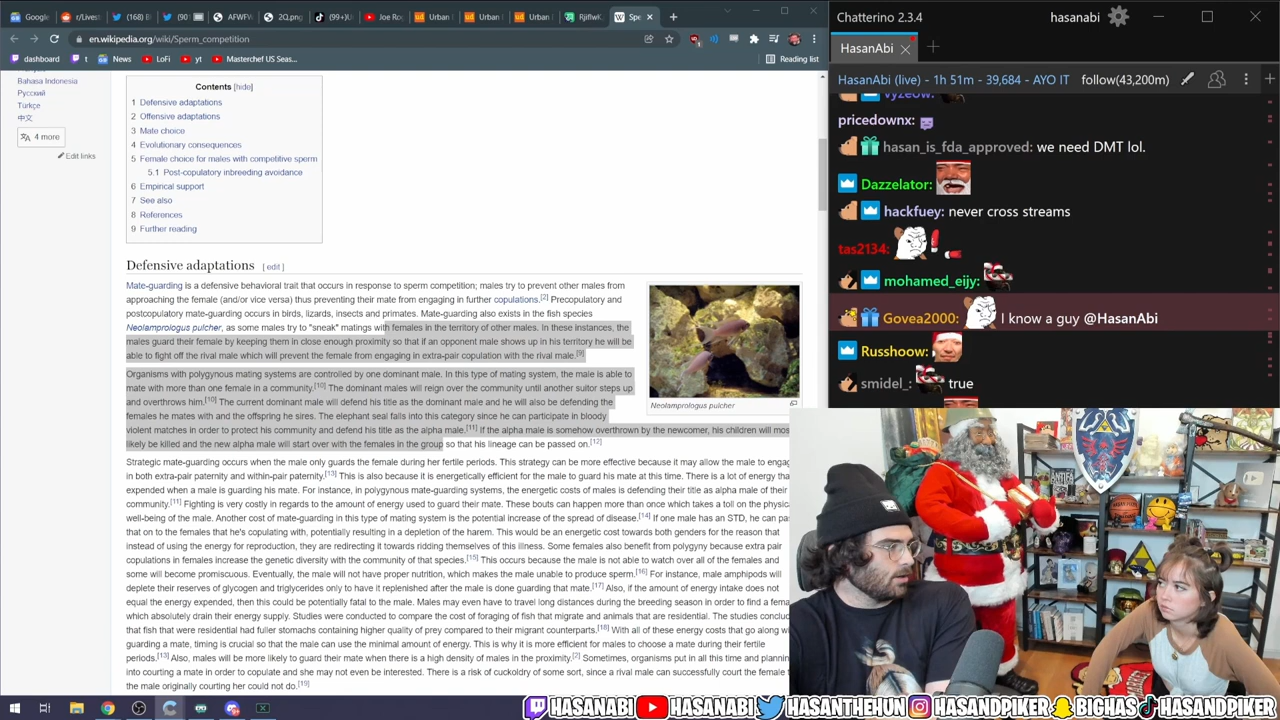 Google
r/Livest
(168)
(90
AFWFW
2Q.png
(99+)
Joe Rog
Urban
Urban
Urban
RjiflwK
Spe
en.wikipedia.org/wiki/Sperm_competition
dashboard
t
News
LoFi
yt
Masterchef US Seas...
Reading list
Bahasa Indonesia
Русский
Türkçe
中文
4 more
Edit links
Contents [hide]
1 Defensive adaptations
2 Offensive adaptations
3 Mate choice
4 Evolutionary consequences
5 Female choice for males with competitive sperm
5.1 Post-copulatory inbreeding avoidance
6 Empirical support
7 See also
8 References
9 Further reading
Defensive adaptations [ edit ]
Mate-guarding is a defensive behavioral trait that occurs in response to sperm competition; males try to prevent other males from
approaching the female (and/or vice versa) thus preventing their mate from engaging in further copulations.[2] Precopulatory and
postcopulatory mate-guarding occurs in birds, lizards, insects and primates. Mate-guarding also exists in the fish species
Neolamprologus pulcher, as some males try to "sneak" matings with females in the territory of other males. In these instances, the
males guard their female by keeping them in close enough proximity so that if an opponent male shows up in his territory he will be
able to fight off the rival male which will prevent the female from engaging in extra-pair copulation with the rival male.[9]
Neolamprologus pulcher
Organisms with polygynous mating systems are controlled by one dominant male. In this type of mating system, the male is able to
mate with more than one female in a community.[10] The dominant males will reign over the community until another suitor steps up
and overthrows him.[10] The current dominant male will defend his title as the dominant male and he will also be defending the
females he mates with and the offspring he sires. The elephant seal falls into this category since he can participate in bloody
violent matches in order to protect his community and defend his title as the alpha male.[11] If the alpha male is somehow overthrown by the newcomer, his children will mos
likely be killed and the new alpha male will start over with the females in the group so that his lineage can be passed on.[12]
Strategic mate-guarding occurs when the male only guards the female during her fertile periods. This strategy can be more effective because it may allow the male to engag
in both extra-pair paternity and within-pair paternity.[13] This is also because it is energetically efficient for the male to guard his mate at this time. There is a lot of energy tha
expended when a male is guarding his mate. For instance, in polygynous mate-guarding systems, the energetic costs of males is defending their title as alpha male of their
community.[11] Fighting is very costly in regards to the amount of energy used to guard their mate. These bouts can happen more than once which takes a toll on the physica
well-being of the male. Another cost of mate-guarding in this type of mating system is the potential increase of the spread of disease.[14] If one male has an STD, he can pas
that on to the females that he's copulating with, potentially resulting in a depletion of the harem. This would be an energetic cost towards both genders for the reason that
instead of using the energy for reproduction, they are redirecting it towards ridding themselves of this illness. Some females also benefit from polygyny because extra pair
copulations in females increase the genetic diversity with the community of that species.[15] This occurs because the male is not able to watch over all of the females and
some will become promiscuous. Eventually, the male will not have proper nutrition, which makes the male unable to produce sperm.[16] For instance, male amphipods will
deplete their reserves of glycogen and triglycerides only to have it replenished after the male is done guarding that mate.[17] Also, if the amount of energy intake does not
equal the energy expended, then this could be potentially fatal to the male. Males may even have to travel long distances during the breeding season in order to find a fema
which absolutely drain their energy supply. Studies were conducted to compare the cost of foraging of fish that migrate and animals that are residential. The studies conclud
that fish that were residential had fuller stomachs containing higher quality of prey compared to their migrant counterparts.[18] With all of these energy costs that go along wi
guarding a mate, timing is crucial so that the male can use the minimal amount of energy. This is why it is more efficient for males to choose a mate during their fertile
periods.[13] Also, males will be more likely to guard their mate when there is a high density of males in the proximity.[2] Sometimes, organisms put in all this time and plannin
into courting a mate in order to copulate and she may not even be interested. There is a risk of cuckoldry of some sort, since a rival male can successfully court the female t
the male originally courting her could not do.[19]
Chatterino 2.3.4
hasanabi
HasanAbi
HasanAbi (live) - 1h 51m - 39,684 - AYO IT
follow(43,200m)
vyzeow:
pricedownx:
hasan_is_fda_approved: we need DMT lol.
Dazzelator:
hackfuey: never cross streams
tas2134:
mohamed_eijy:
Govea2000: I know a guy @HasanAbi
Russhoow:
smidel_: true
HASANABI HASANABI HASANTHEHUN HASANDPIKER BIGHAS HASANDPIKER